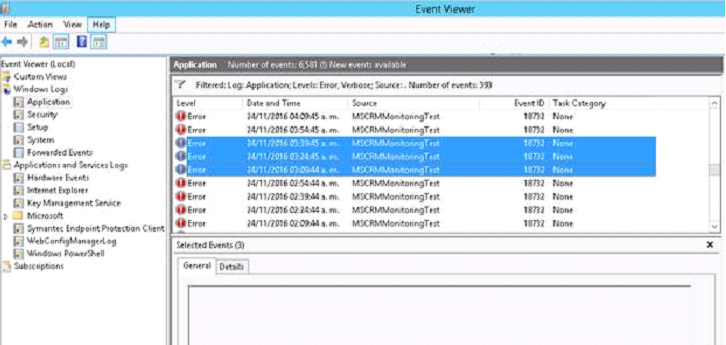 Event Viewer
File Action View Help
Event Viewer (Local)
Custom Views
Windows Logs
Application
Security
Setup
System
Forwarded Events
Applications and Services Logs
Hardware Events
Internet Explorer
Key Management Service
Microsoft
Symantec Endpoint Protection Client
WebConfigManagerLog
Windows PowerShell
Subscriptions
Application Number of events: 6,581 (!) New events available
Filtered: Log: Application; Levels: Error, Verbose; Source: . Number of events: 393
Level Date and Time Source Event ID Task Category
Error 24/11/2016 04:09:45 a. m. MSCRMMonitoringTest 18732 None
Error 24/11/2016 03:54:45 a. m. MSCRMMonitoringTest 18732 None
Error 24/11/2016 03:39:45 a. m. MSCRMMonitoringTest 18732 None
Error 24/11/2016 03:24:45 a. m. MSCRMMonitoringTest 18732 None
Error 24/11/2016 03:09:44 a. m. MSCRMMonitoringTest 18732 None
Error 24/11/2016 02:54:44 a. m. MSCRMMonitoringTest 18732 None
Error 24/11/2016 02:39:44 a. m. MSCRMMonitoringTest 18732 None
Error 24/11/2016 02:24:44 a. m. MSCRMMonitoringTest 18732 None
Error 24/11/2016 02:09:44 a. m. MSCRMMonitoringTest 18732 None
Selected Events (3)
General Details